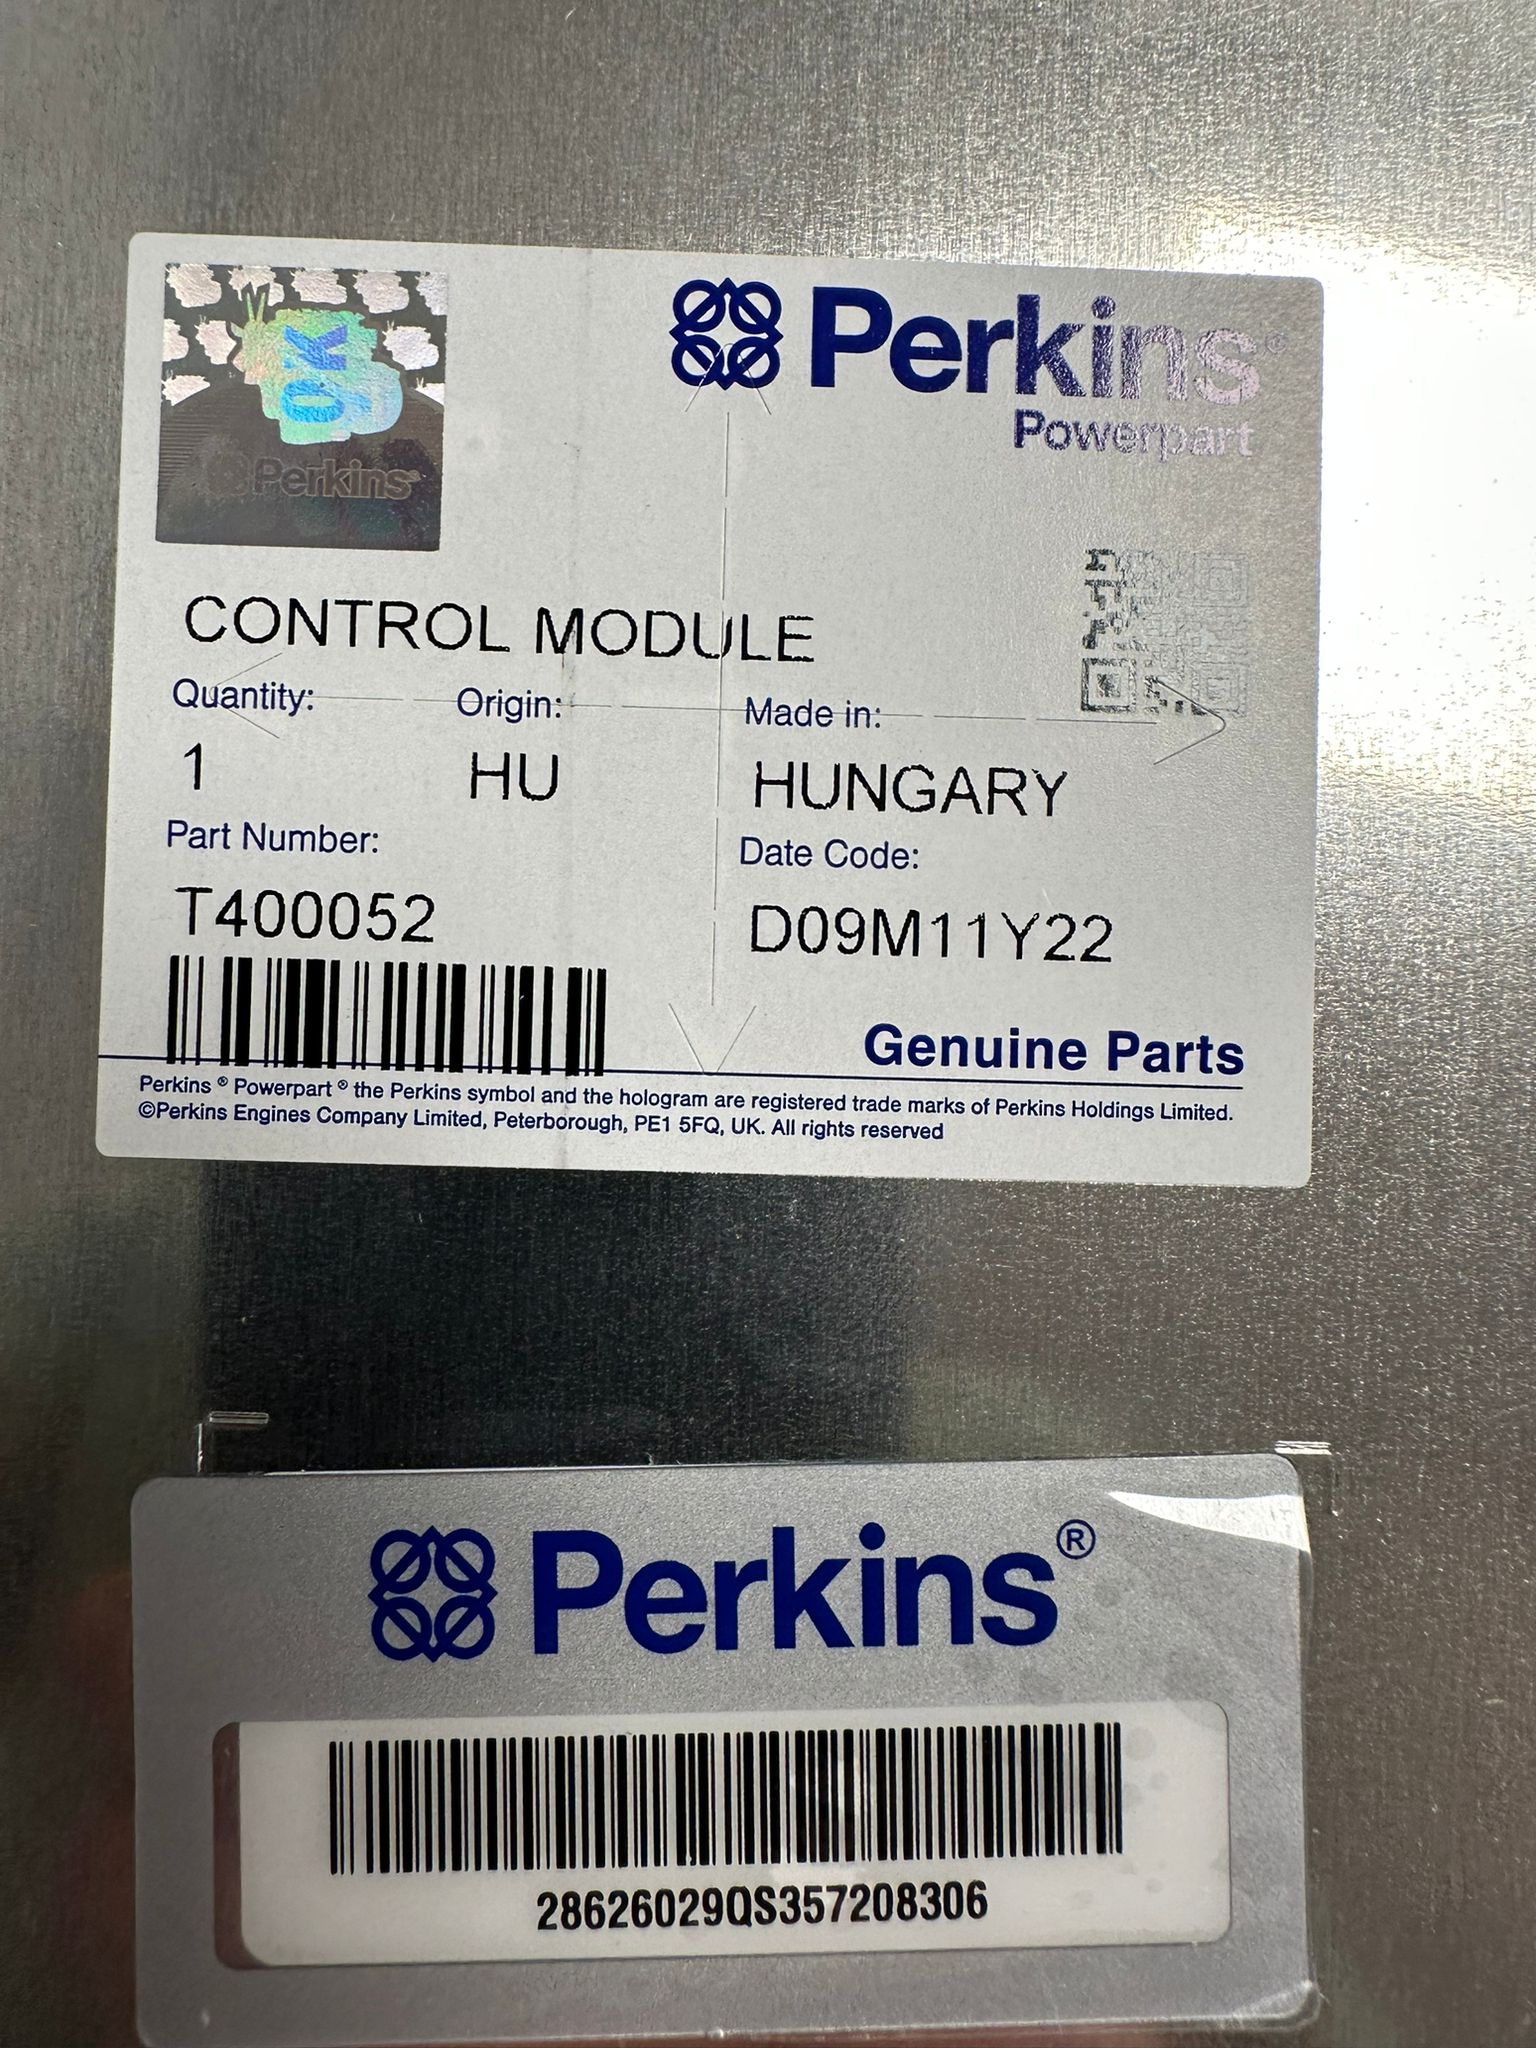 OK
Perkins
Perkins®
Powerpart
CONTROL MODULE
Quantity: Origin: Made in:
1 HU HUNGARY
Part Number: Date Code:
T400052 D09M11Y22
Genuine Parts
Perkins ® Powerpart ® the Perkins symbol and the hologram are registered trade marks of Perkins Holdings Limited.
©Perkins Engines Company Limited, Peterborough, PE1 5FQ, UK. All rights reserved
Perkins®
28626029QS357208306